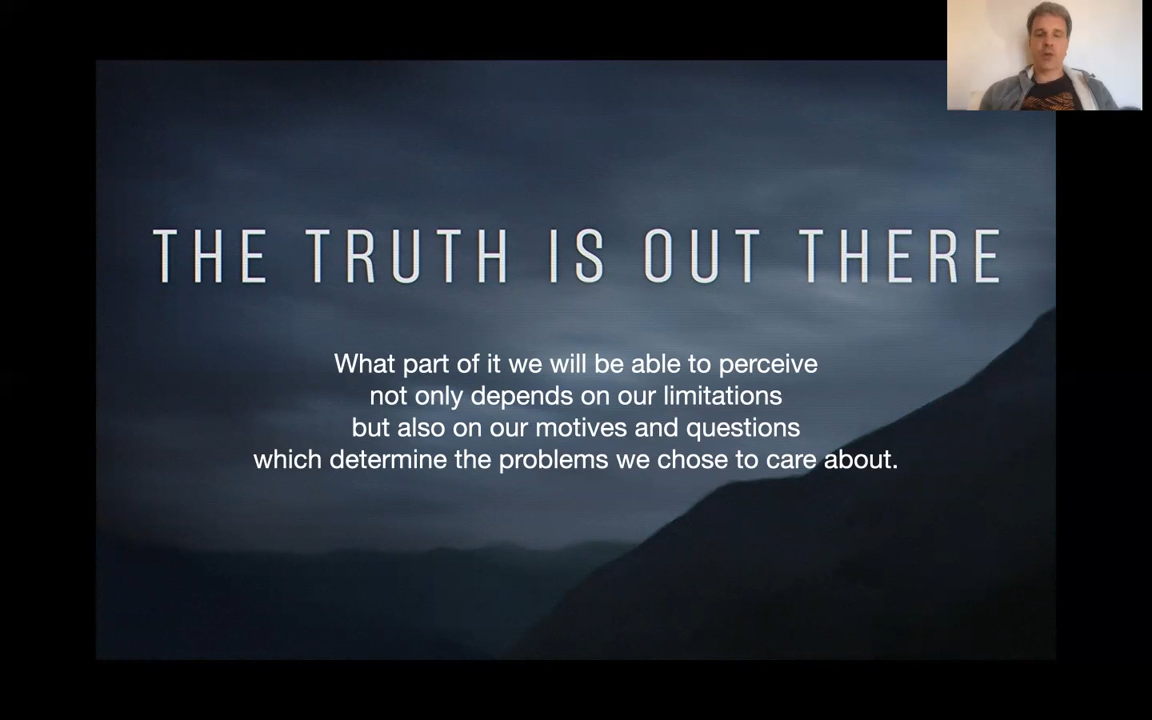 THE TRUTH IS OUT THERE
What part of it we will be able to perceive
not only depends on our limitations
but also on our motives and questions
which determine the problems we chose to care about.